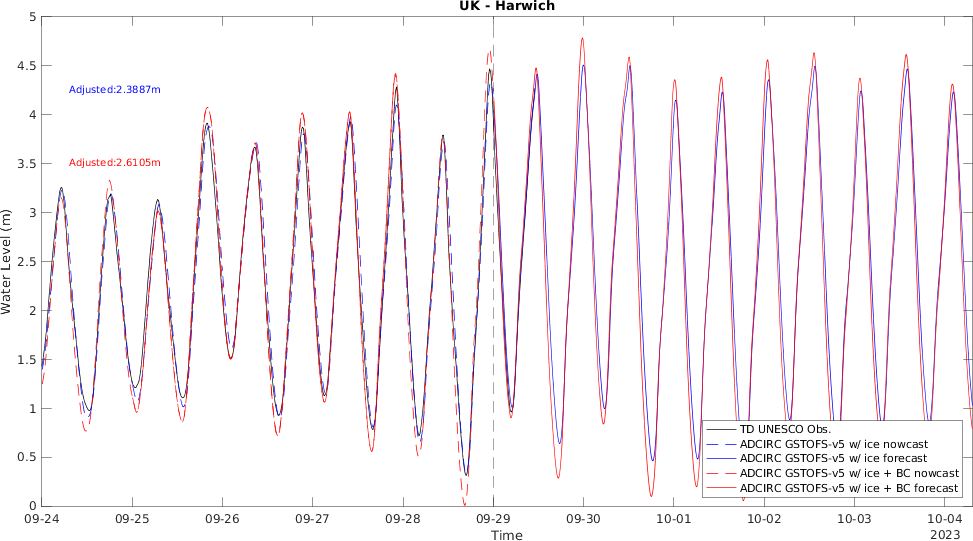 UK - Harwich
5
4.5
4
3.5
3
2.5
2
1.5
1
0.5
0
Water Level (m)
Adjusted:2.3887m
Adjusted:2.6105m
TD UNESCO Obs.
ADCIRC GSTOFS-v5 w/ ice nowcast
ADCIRC GSTOFS-v5 w/ ice forecast
ADCIRC GSTOFS-v5 w/ ice + BC nowcast
ADCIRC GSTOFS-v5 w/ ice + BC forecast
09-24 09-25 09-26 09-27 09-28 09-29 09-30 10-01 10-02 10-03 10-04
2023
Time